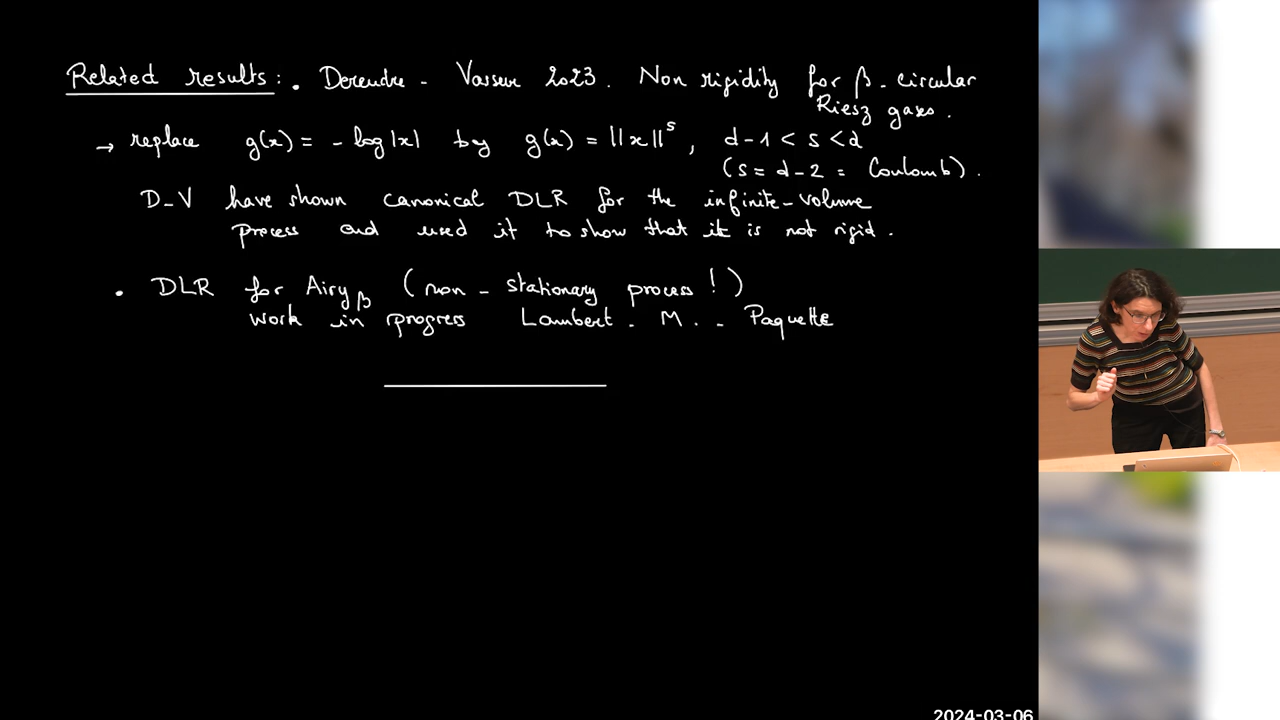 Related results : . Dereudre - Vasseur 2023. Non rigidity for β-circular
Riesz gases.
→ replace g(x) = -log|x| by g(x) = ||x||^s, d-1 < s < d
(s = d-2 = Coulomb).
D-V have shown canonical DLR for the infinite-volume
process and used it to show that it is not rigid.
. DLR for Airy_β (non-stationary process!)
work in progress Lambert . M. . Paquette
2024-03-06